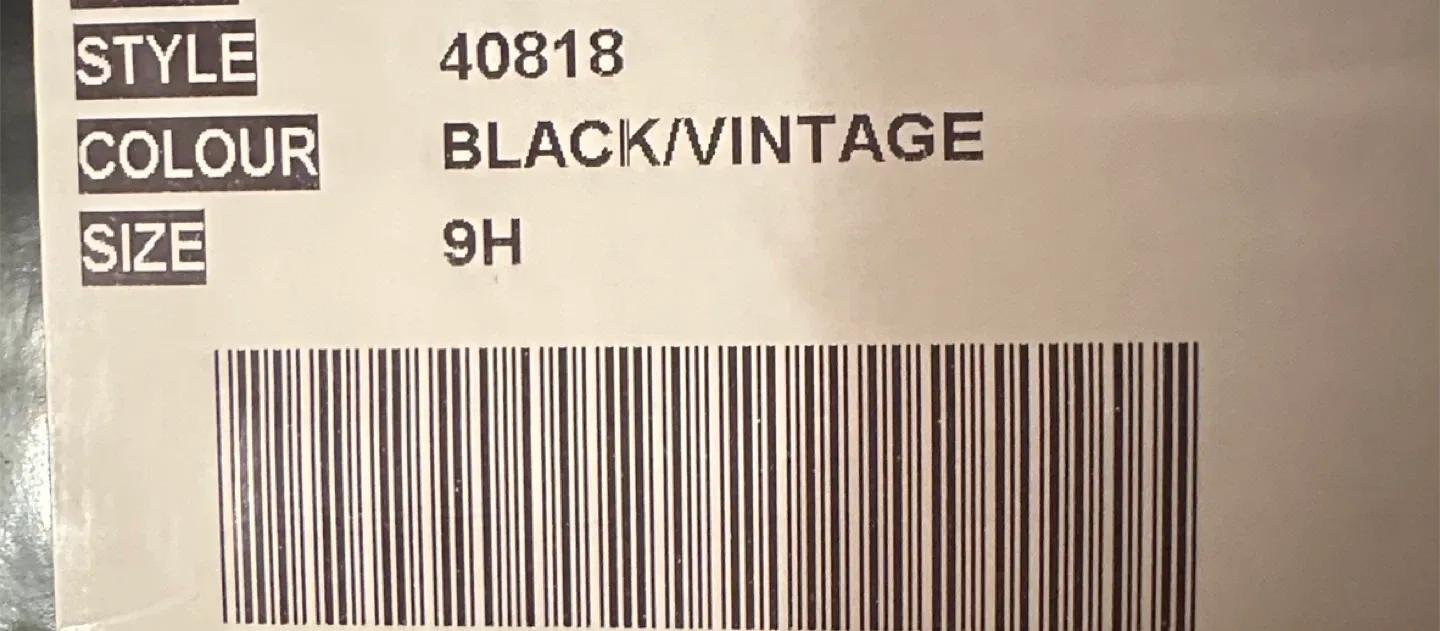 STYLE 40818
COLOUR BLACK/VINTAGE
SIZE 9H